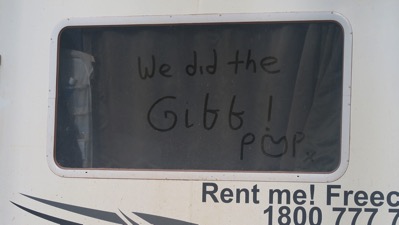 We did the
Gibb!
POP
Rent me! Freec
1800 777 7